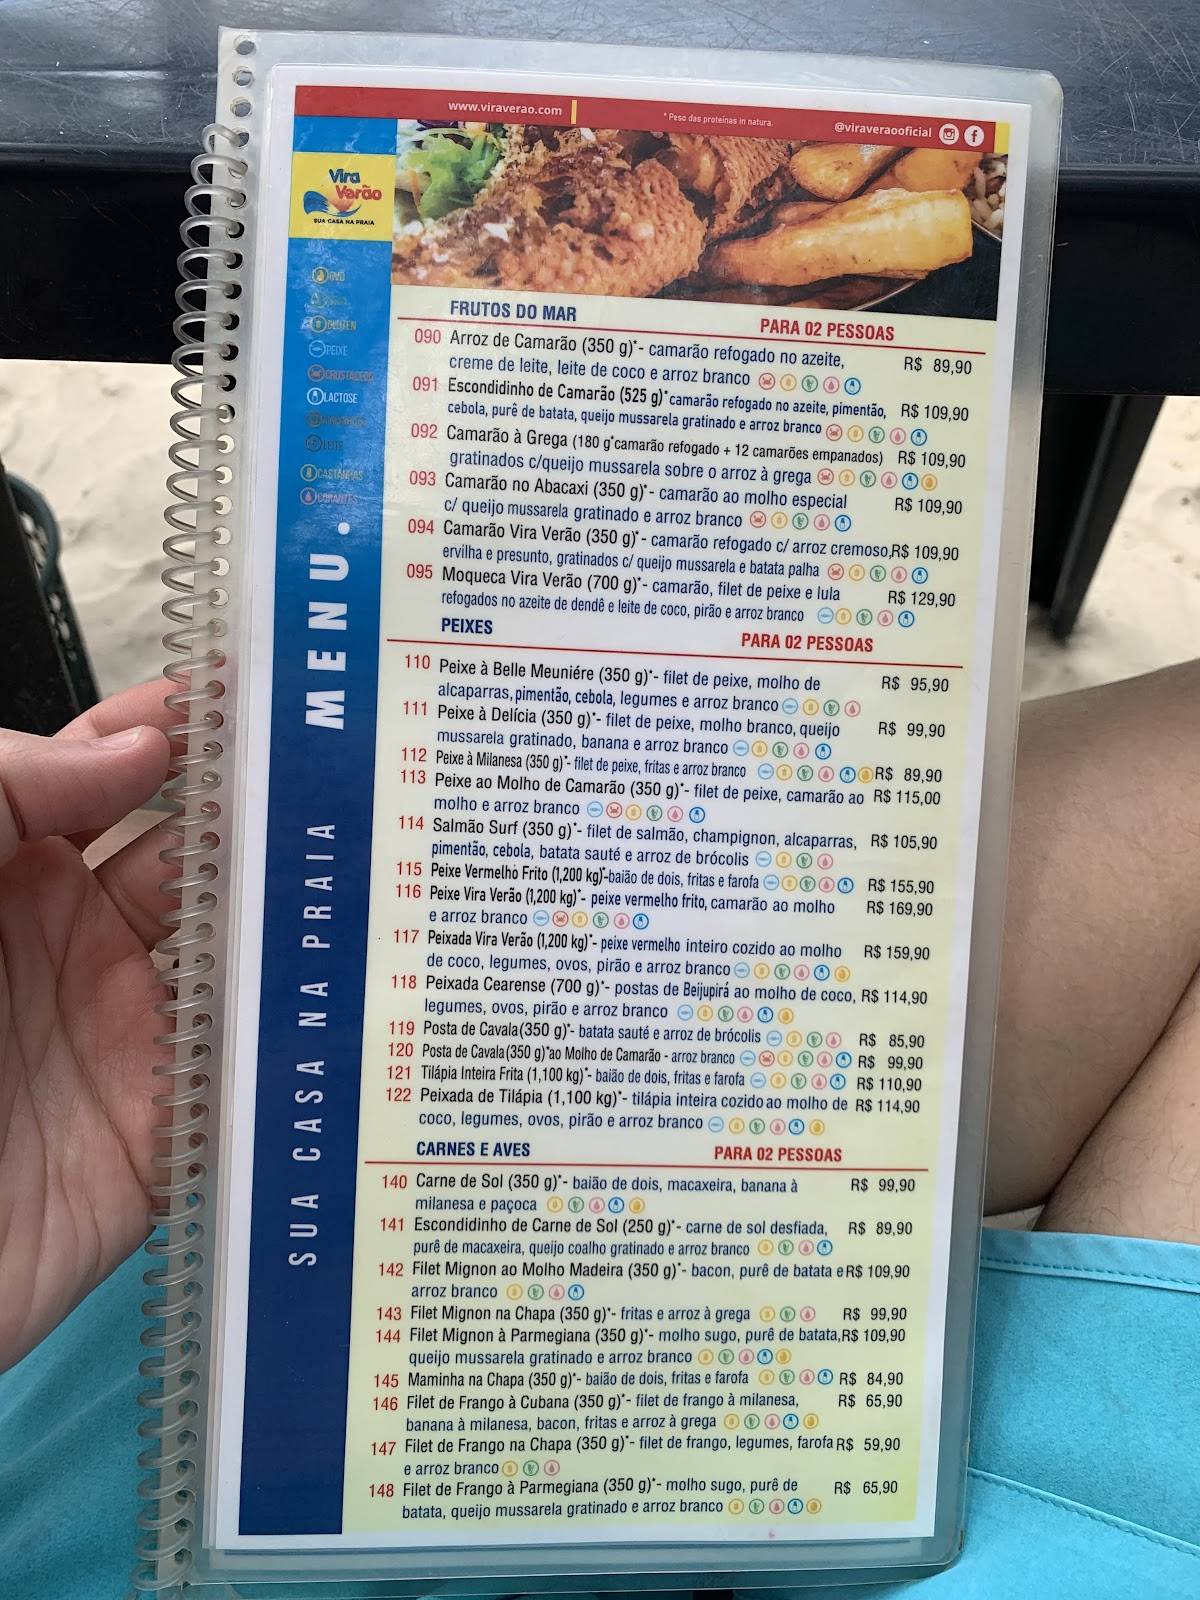 www.viraverao.com
* Peso das proteínas in natura.
@viraveraooficial
Vira
Verão
SUA CASA NA PRAIA
OVO
GLÚTEN
PEIXE
CRUSTÁCEO
LACTOSE
LEITE
CASTANHAS
CORANTES
MENU.
SUA CASA NA PRAIA
FRUTOS DO MAR PARA 02 PESSOAS
090 Arroz de Camarão (350 g)*- camarão refogado no azeite, R$ 89,90
creme de leite, leite de coco e arroz branco
091 Escondidinho de Camarão (525 g)*camarão refogado no azeite, pimentão, R$ 109,90
cebola, purê de batata, queijo mussarela gratinado e arroz branco
092 Camarão à Grega (180 g*camarão refogado + 12 camarões empanados) R$ 109,90
gratinados c/queijo mussarela sobre o arroz à grega
093 Camarão no Abacaxi (350 g)*- camarão ao molho especial R$ 109,90
c/ queijo mussarela gratinado e arroz branco
094 Camarão Vira Verão (350 g)*- camarão refogado c/ arroz cremoso,R$ 109,90
ervilha e presunto, gratinados c/ queijo mussarela e batata palha
095 Moqueca Vira Verão (700 g)*- camarão, filet de peixe e lula R$ 129,90
refogados no azeite de dendê e leite de coco, pirão e arroz branco
PEIXES PARA 02 PESSOAS
110 Peixe à Belle Meuniére (350 g)*- filet de peixe, molho de R$ 95,90
alcaparras,pimentão, cebola, legumes e arroz branco
111 Peixe à Delícia (350 g)*- filet de peixe, molho branco, queijo R$ 99,90
mussarela gratinado, banana e arroz branco
112 Peixe à Milanesa (350 g)*- filet de peixe, fritas e arroz branco R$ 89,90
113 Peixe ao Molho de Camarão (350 g)*- filet de peixe, camarão ao R$ 115,00
molho e arroz branco
114 Salmão Surf (350 g)*- filet de salmão, champignon, alcaparras, R$ 105,90
pimentão, cebola, batata sauté e arroz de brócolis
115 Peixe Vermelho Frito (1,200 kg)*-baião de dois, fritas e farofa R$ 155,90
116 Peixe Vira Verão (1,200 kg)*- peixe vermelho frito, camarão ao molho R$ 169,90
e arroz branco
117 Peixada Vira Verão (1,200 kg)*- peixe vermelho inteiro cozido ao molho R$ 159,90
de coco, legumes, ovos, pirão e arroz branco
118 Peixada Cearense (700 g)*- postas de Beijupirá ao molho de coco, R$ 114,90
legumes, ovos, pirão e arroz branco
119 Posta de Cavala(350 g)*- batata sauté e arroz de brócolis R$ 85,90
120 Posta de Cavala(350 g)*ao Molho de Camarão - arroz branco R$ 99,90
121 Tilápia Inteira Frita (1,100 kg)*- baião de dois, fritas e farofa R$ 110,90
122 Peixada de Tilápia (1,100 kg)*- tilápia inteira cozido ao molho de R$ 114,90
coco, legumes, ovos, pirão e arroz branco
CARNES E AVES PARA 02 PESSOAS
140 Carne de Sol (350 g)*- baião de dois, macaxeira, banana à R$ 99,90
milanesa e paçoca
141 Escondidinho de Carne de Sol (250 g)*- carne de sol desfiada, R$ 89,90
purê de macaxeira, queijo coalho gratinado e arroz branco
142 Filet Mignon ao Molho Madeira (350 g)*- bacon, purê de batata e R$ 109,90
arroz branco
143 Filet Mignon na Chapa (350 g)*- fritas e arroz à grega R$ 99,90
144 Filet Mignon à Parmegiana (350 g)*- molho sugo, purê de batata,R$ 109,90
queijo mussarela gratinado e arroz branco
145 Maminha na Chapa (350 g)*- baião de dois, fritas e farofa R$ 84,90
146 Filet de Frango à Cubana (350 g)*- filet de frango à milanesa, R$ 65,90
banana à milanesa, bacon, fritas e arroz à grega
147 Filet de Frango na Chapa (350 g)*- filet de frango, legumes, farofa R$ 59,90
e arroz branco
148 Filet de Frango à Parmegiana (350 g)*- molho sugo, purê de R$ 65,90
batata, queijo mussarela gratinado e arroz branco